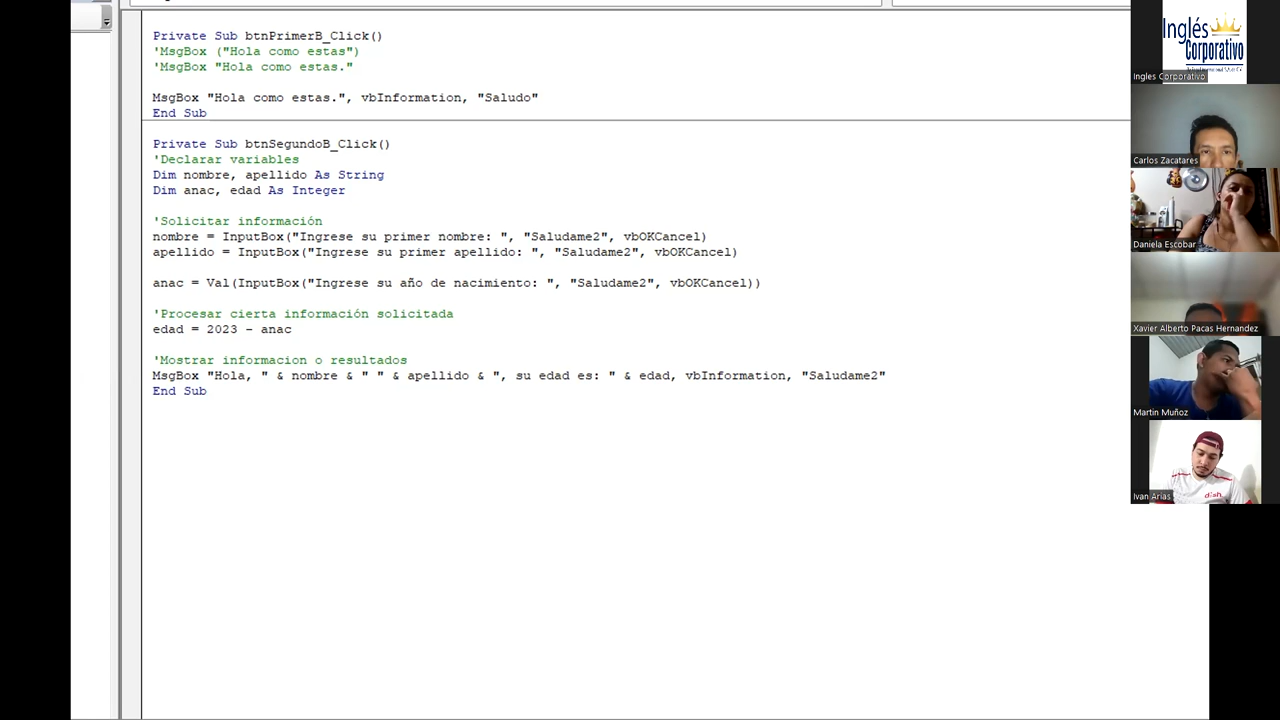 Private Sub btnPrimerB_Click()
'MsgBox ("Hola como estas")
'MsgBox "Hola como estas."
MsgBox "Hola como estas.", vbInformation, "Saludo"
End Sub
Private Sub btnSegundoB_Click()
'Declarar variables
Dim nombre, apellido As String
Dim anac, edad As Integer
'Solicitar información
nombre = InputBox("Ingrese su primer nombre: ", "Saludame2", vbOKCancel)
apellido = InputBox("Ingrese su primer apellido: ", "Saludame2", vbOKCancel)
anac = Val(InputBox("Ingrese su año de nacimiento: ", "Saludame2", vbOKCancel))
'Procesar cierta información solicitada
edad = 2023 - anac
'Mostrar informacion o resultados
MsgBox "Hola, " & nombre & " " & apellido & ", su edad es: " & edad, vbInformation, "Saludame2"
End Sub
Inglés
Corporativo
Ingles Corporativo
Carlos Zacatares
Daniela Escobar
Xavier Alberto Pacas Hernandez
Martin Muñoz
Ivan Arias
dish